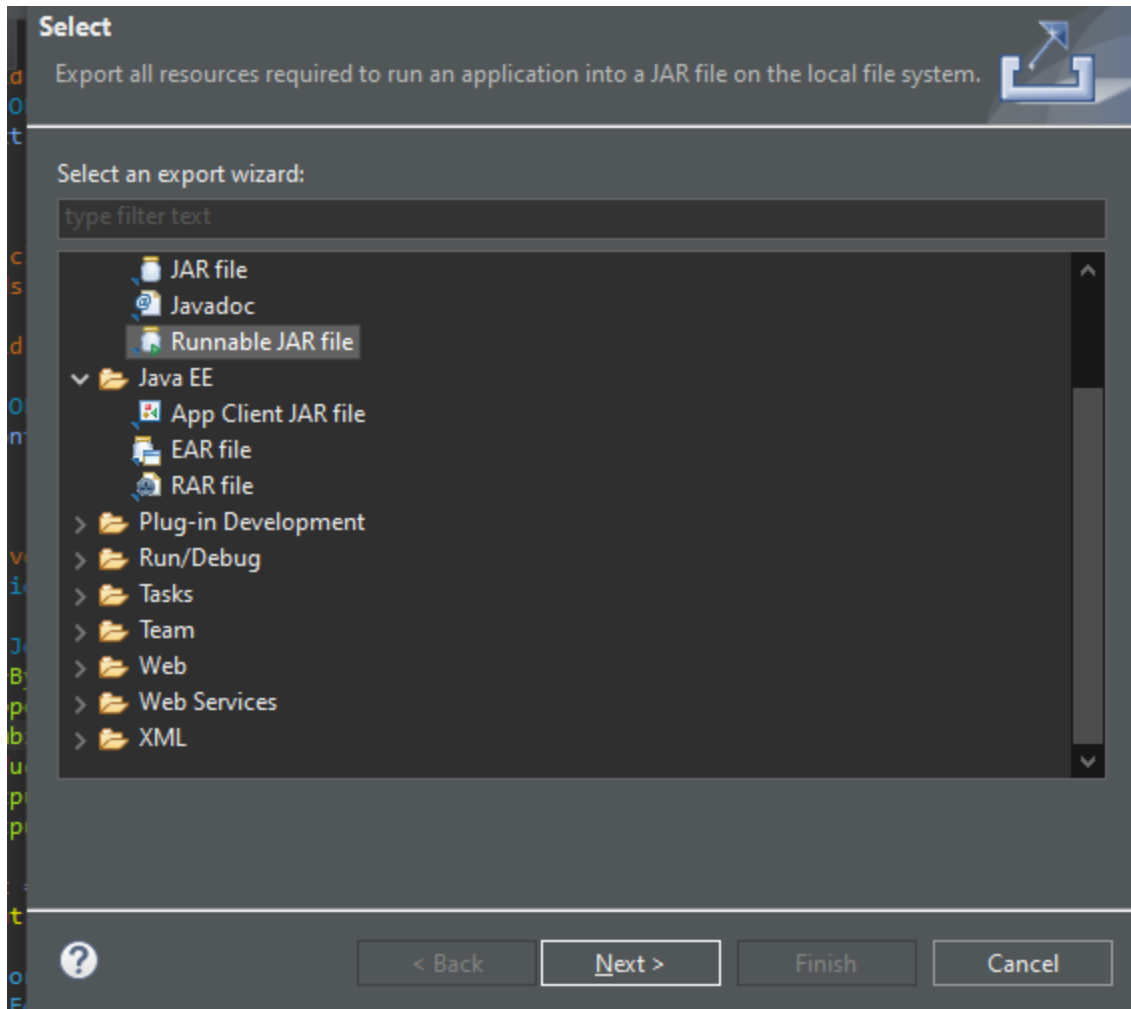 Select
Export all resources required to run an application into a JAR file on the local file system.
Select an export wizard:
type filter text
JAR file
Javadoc
Runnable JAR file
Java EE
App Client JAR file
EAR file
RAR file
Plug-in Development
Run/Debug
Tasks
Team
Web
Web Services
XML
< Back
Next >
Finish
Cancel